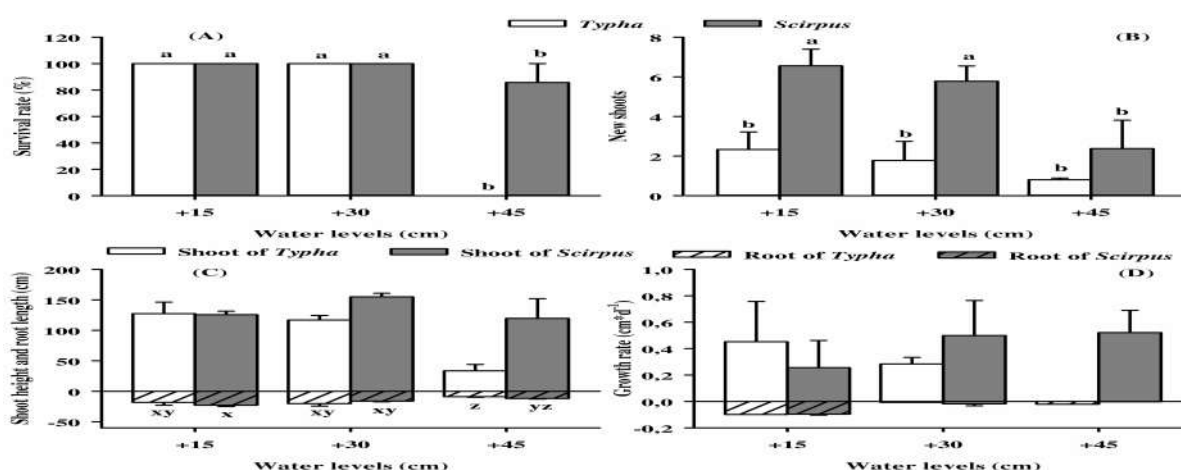 Typha Scirpus
(A)
120
100
80
60
40
20
0
Survival rate (%)
a a a a b b
+15 +30 +45
Water levels (cm)
(B)
8
6
4
2
0
New shoots
b a b a b b
+15 +30 +45
Water levels (cm)
Shoot of Typha Shoot of Scirpus
Root of Typha Root of Scirpus
(C)
200
150
100
50
0
-50
Shoot height and root length (cm)
xy x xy xy z yz
+15 +30 +45
Water levels (cm)
(D)
1,0
0,8
0,6
0,4
0,2
0,0
-0,2
Growth rate (cm*d⁻¹)
+15 +30 +45
Water levels (cm)